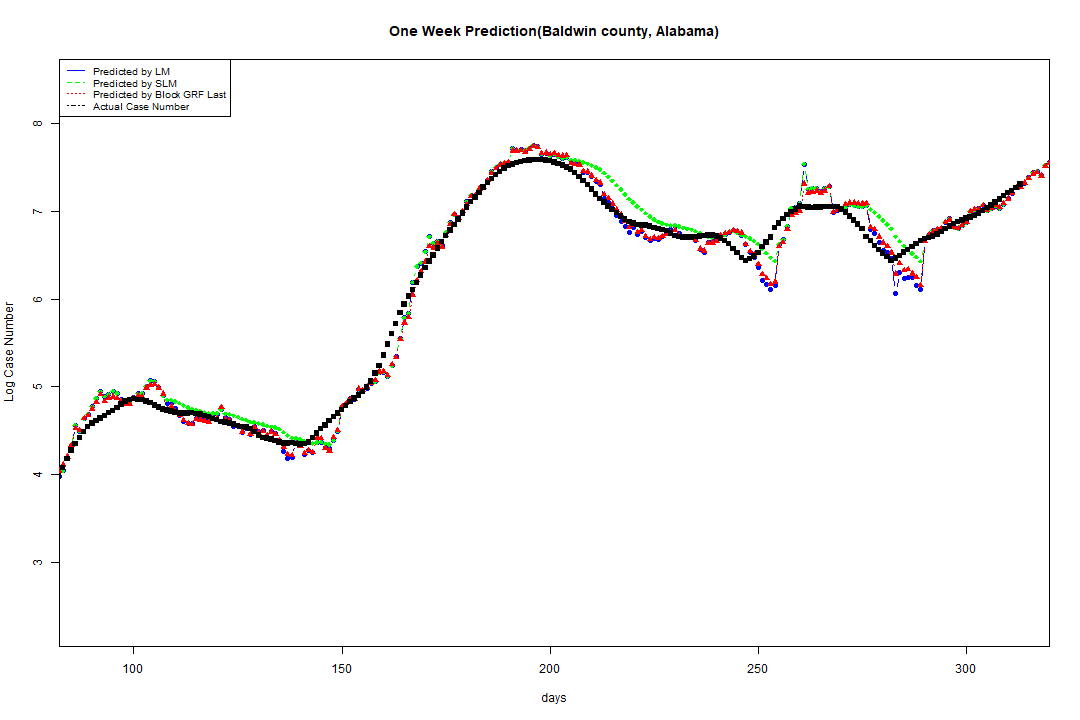 One Week Prediction(Baldwin county, Alabama)
Predicted by LM
Predicted by SLM
Predicted by Block GRF Last
Actual Case Number
8
7
6
5
4
3
Log Case Number
100 150 200 250 300
days